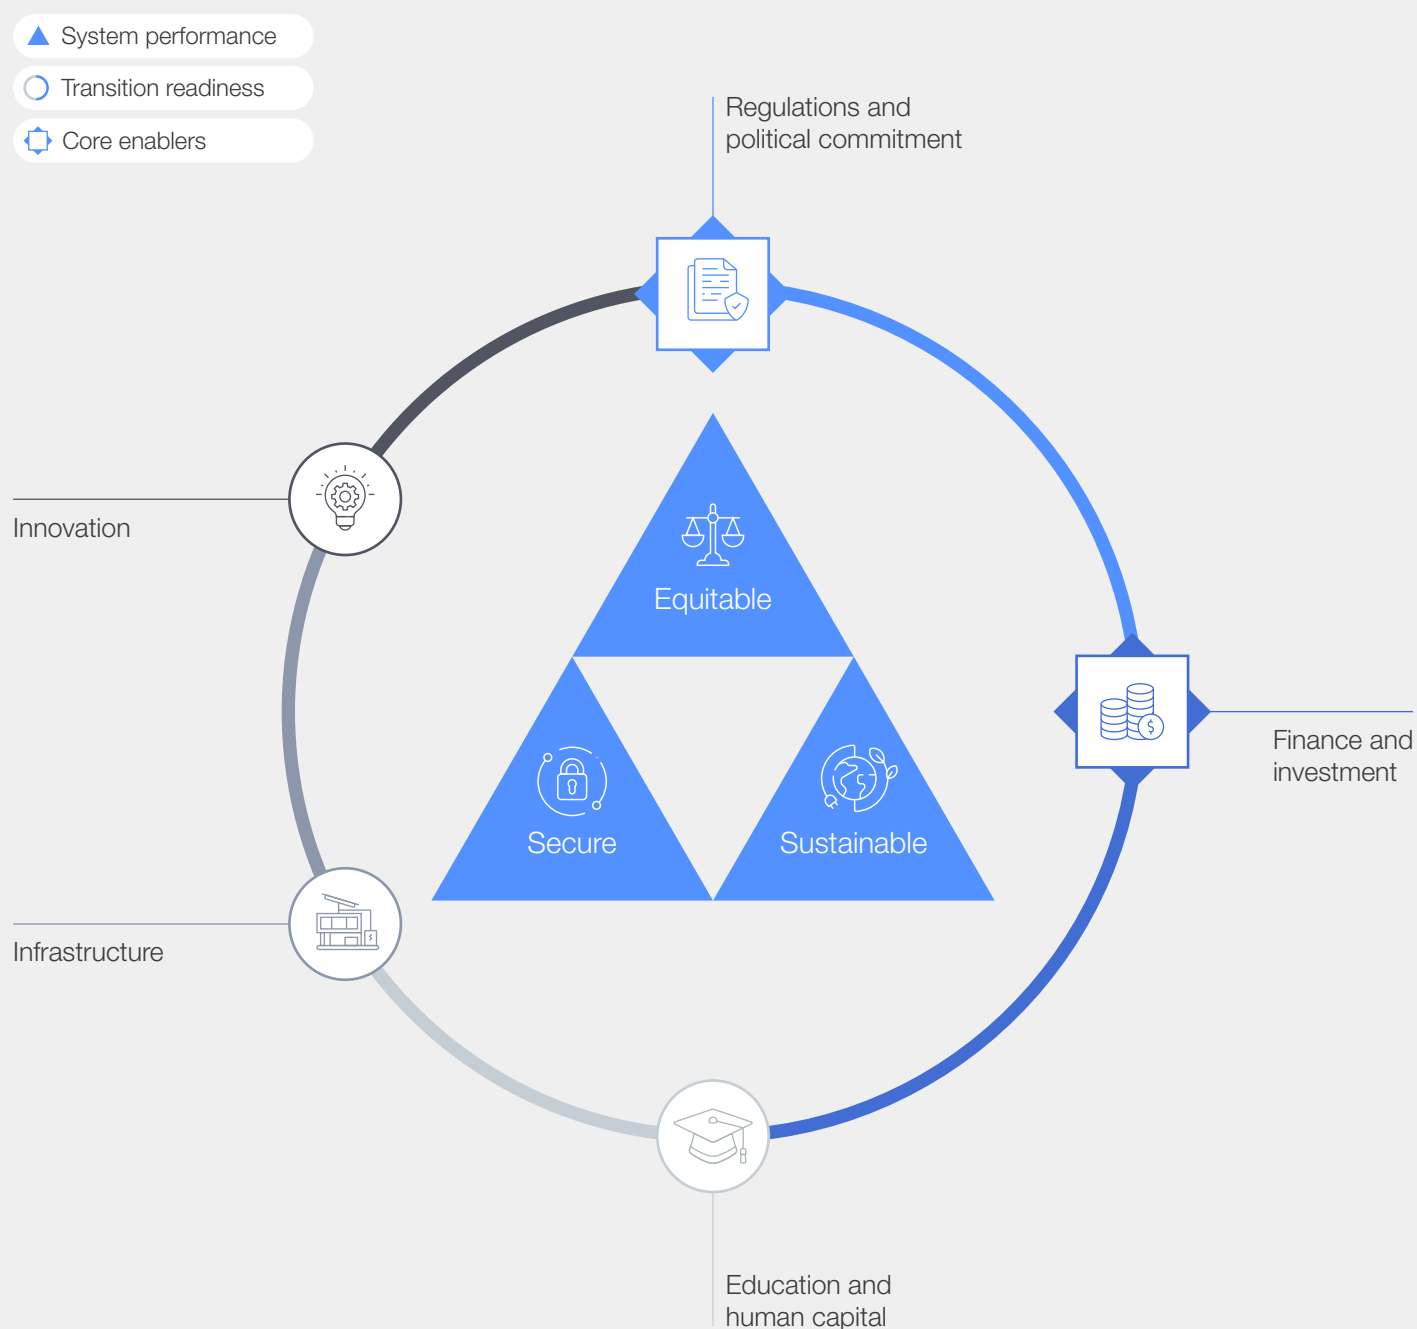 System performance
Transition readiness
Core enablers
Regulations and
political commitment
Innovation
Equitable
Finance and
investment
Secure
Sustainable
Infrastructure
Education and
human capital